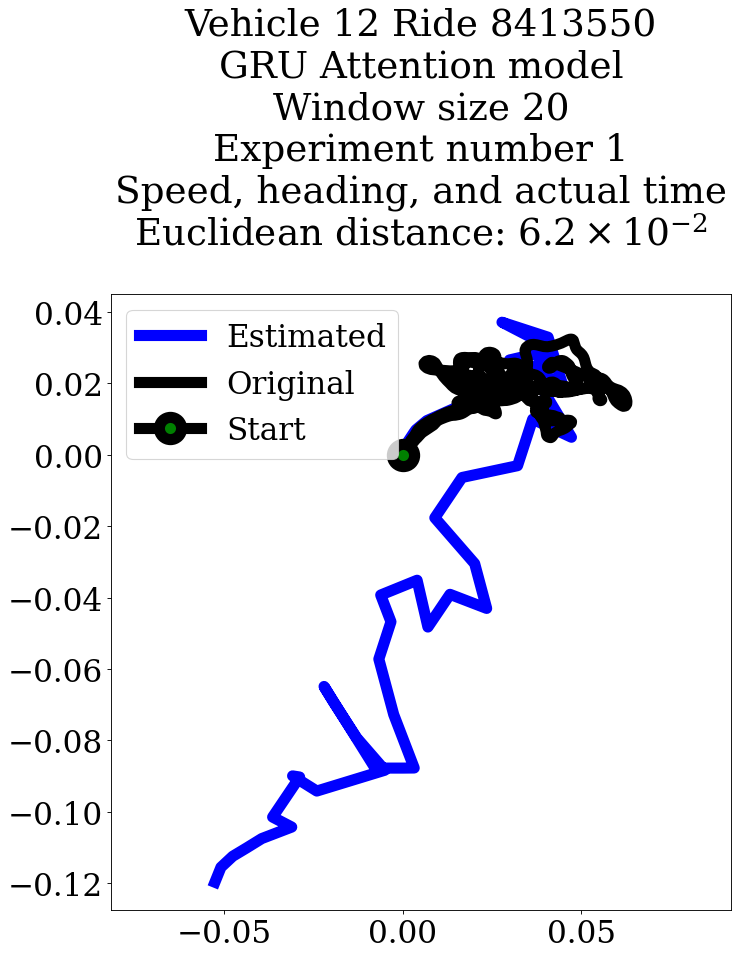 Vehicle 12 Ride 8413550
GRU Attention model
Window size 20
Experiment number 1
Speed, heading, and actual time
Euclidean distance: 6.2 × 10⁻²
Estimated
Original
Start
0.04
0.02
0.00
−0.02
−0.04
−0.06
−0.08
−0.10
−0.12
−0.05
0.00
0.05